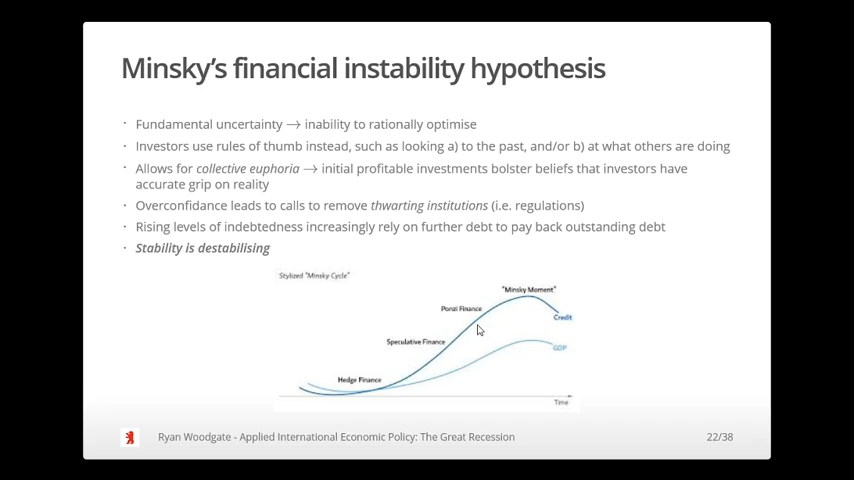 Minsky's financial instability hypothesis
· Fundamental uncertainty → inability to rationally optimise
· Investors use rules of thumb instead, such as looking a) to the past, and/or b) at what others are doing
· Allows for collective euphoria → initial profitable investments bolster beliefs that investors have
accurate grip on reality
· Overconfidence leads to calls to remove thwarting institutions (i.e. regulations)
· Rising levels of indebtedness increasingly rely on further debt to pay back outstanding debt
· Stability is destabilising
Stylized "Minsky Cycle"
"Minsky Moment"
Ponzi Finance
Credit
Speculative Finance
GDP
Hedge Finance
Time
Ryan Woodgate - Applied International Economic Policy: The Great Recession
22/38